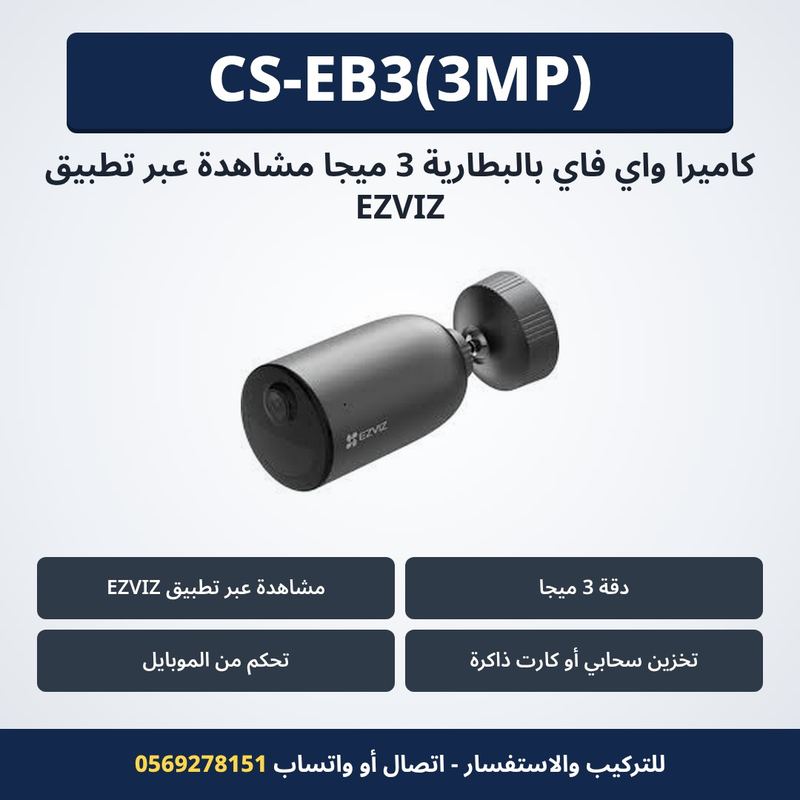 CS-EB3(3MP)
كاميرا واي فاي بالبطارية 3 ميجا مشاهدة عبر تطبيق
EZVIZ
EZVIZ
دقة 3 ميجا
مشاهدة عبر تطبيق EZVIZ
تخزين سحابي أو كارت ذاكرة
تحكم من الموبايل
للتركيب والاستفسار - اتصال أو واتساب 0569278151